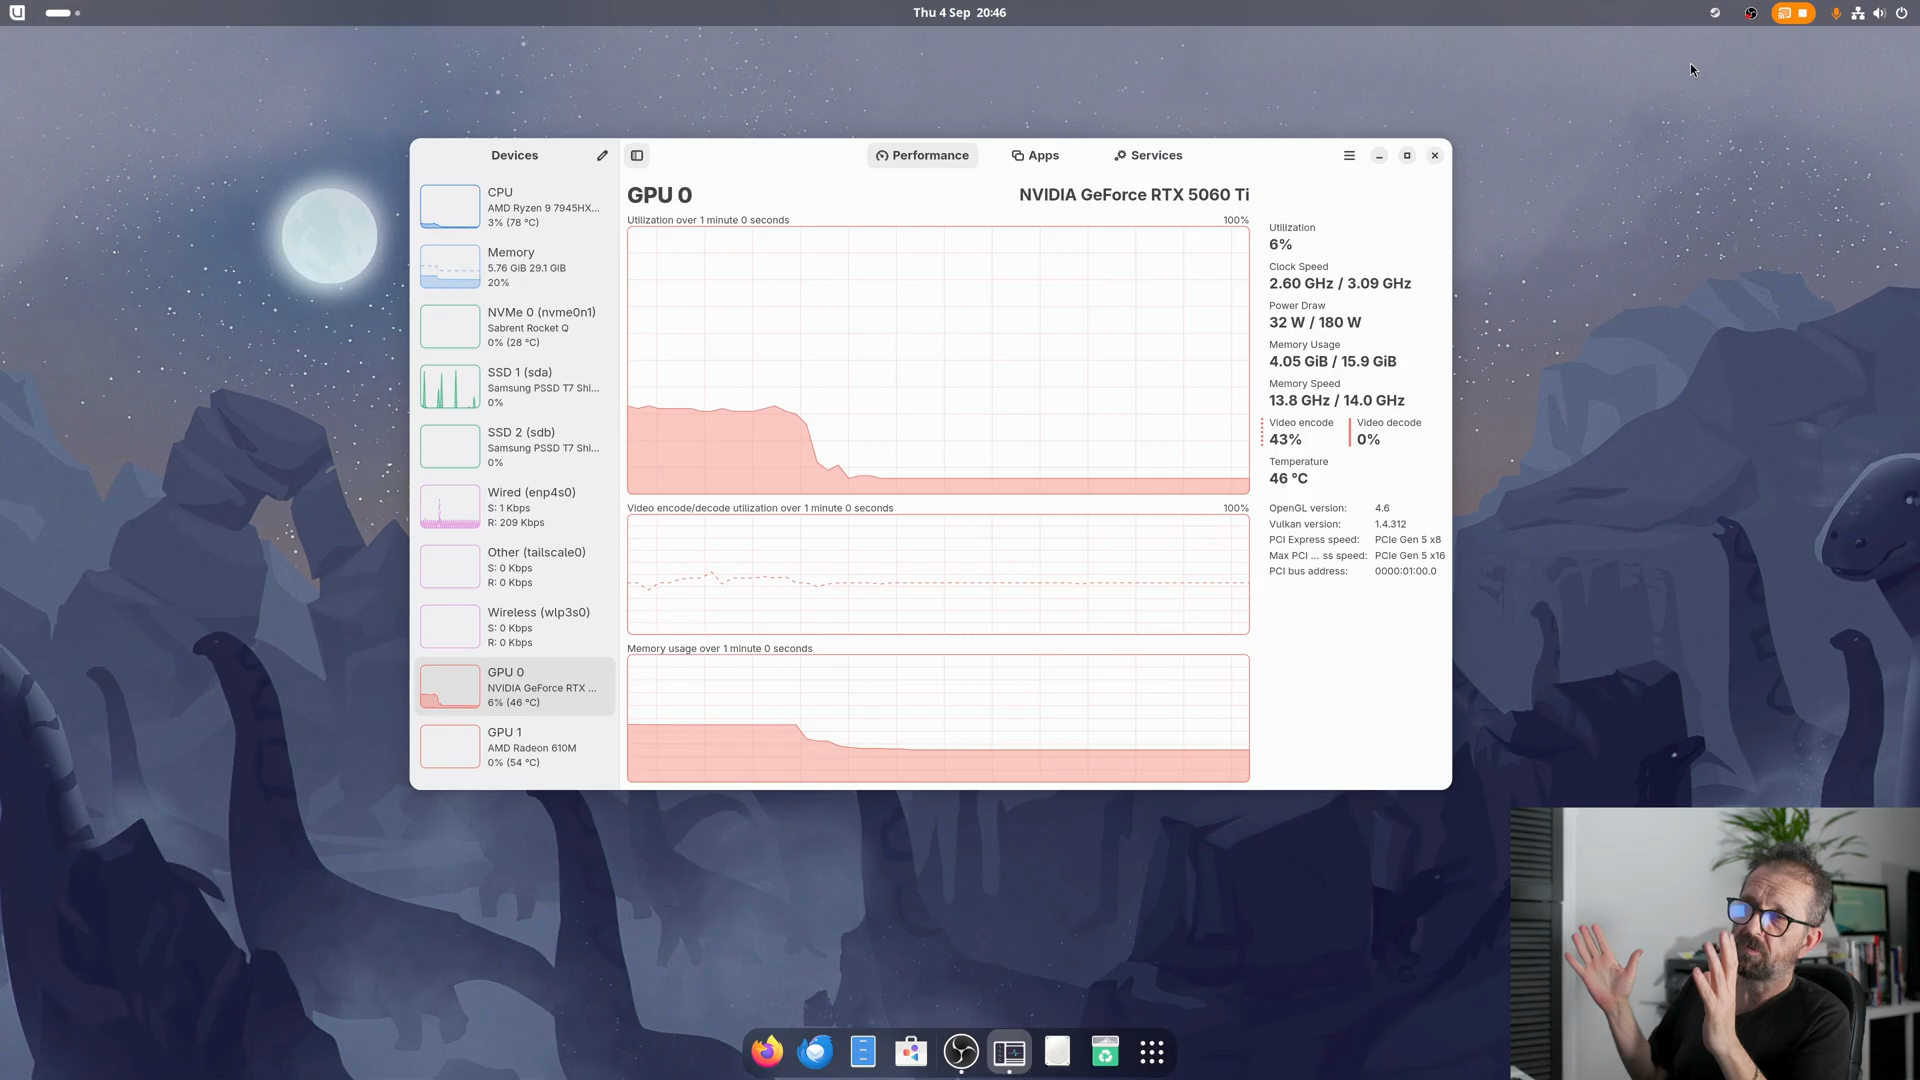 Thu 4 Sep 20:46
Devices
Performance
Apps
Services
CPU
AMD Ryzen 9 7945HX...
3% (78 °C)
Memory
5.76 GiB 29.1 GiB
20%
NVMe 0 (nvme0n1)
Sabrent Rocket Q
0% (28 °C)
SSD 1 (sda)
Samsung PSSD T7 Shi...
0%
SSD 2 (sdb)
Samsung PSSD T7 Shi...
0%
Wired (enp4s0)
S: 1 Kbps
R: 209 Kbps
Other (tailscale0)
S: 0 Kbps
R: 0 Kbps
Wireless (wlp3s0)
S: 0 Kbps
R: 0 Kbps
GPU 0
NVIDIA GeForce RTX ...
6% (46 °C)
GPU 1
AMD Radeon 610M
0% (54 °C)
GPU 0
NVIDIA GeForce RTX 5060 Ti
Utilization over 1 minute 0 seconds
100%
Video encode/decode utilization over 1 minute 0 seconds
100%
Memory usage over 1 minute 0 seconds
Utilization
6%
Clock Speed
2.60 GHz / 3.09 GHz
Power Draw
32 W / 180 W
Memory Usage
4.05 GiB / 15.9 GiB
Memory Speed
13.8 GHz / 14.0 GHz
Video encode
43%
Video decode
0%
Temperature
46 °C
OpenGL version: 4.6
Vulkan version: 1.4.312
PCI Express speed: PCIe Gen 5 x8
Max PCI ... ss speed: PCIe Gen 5 x16
PCI bus address: 0000:01:00.0